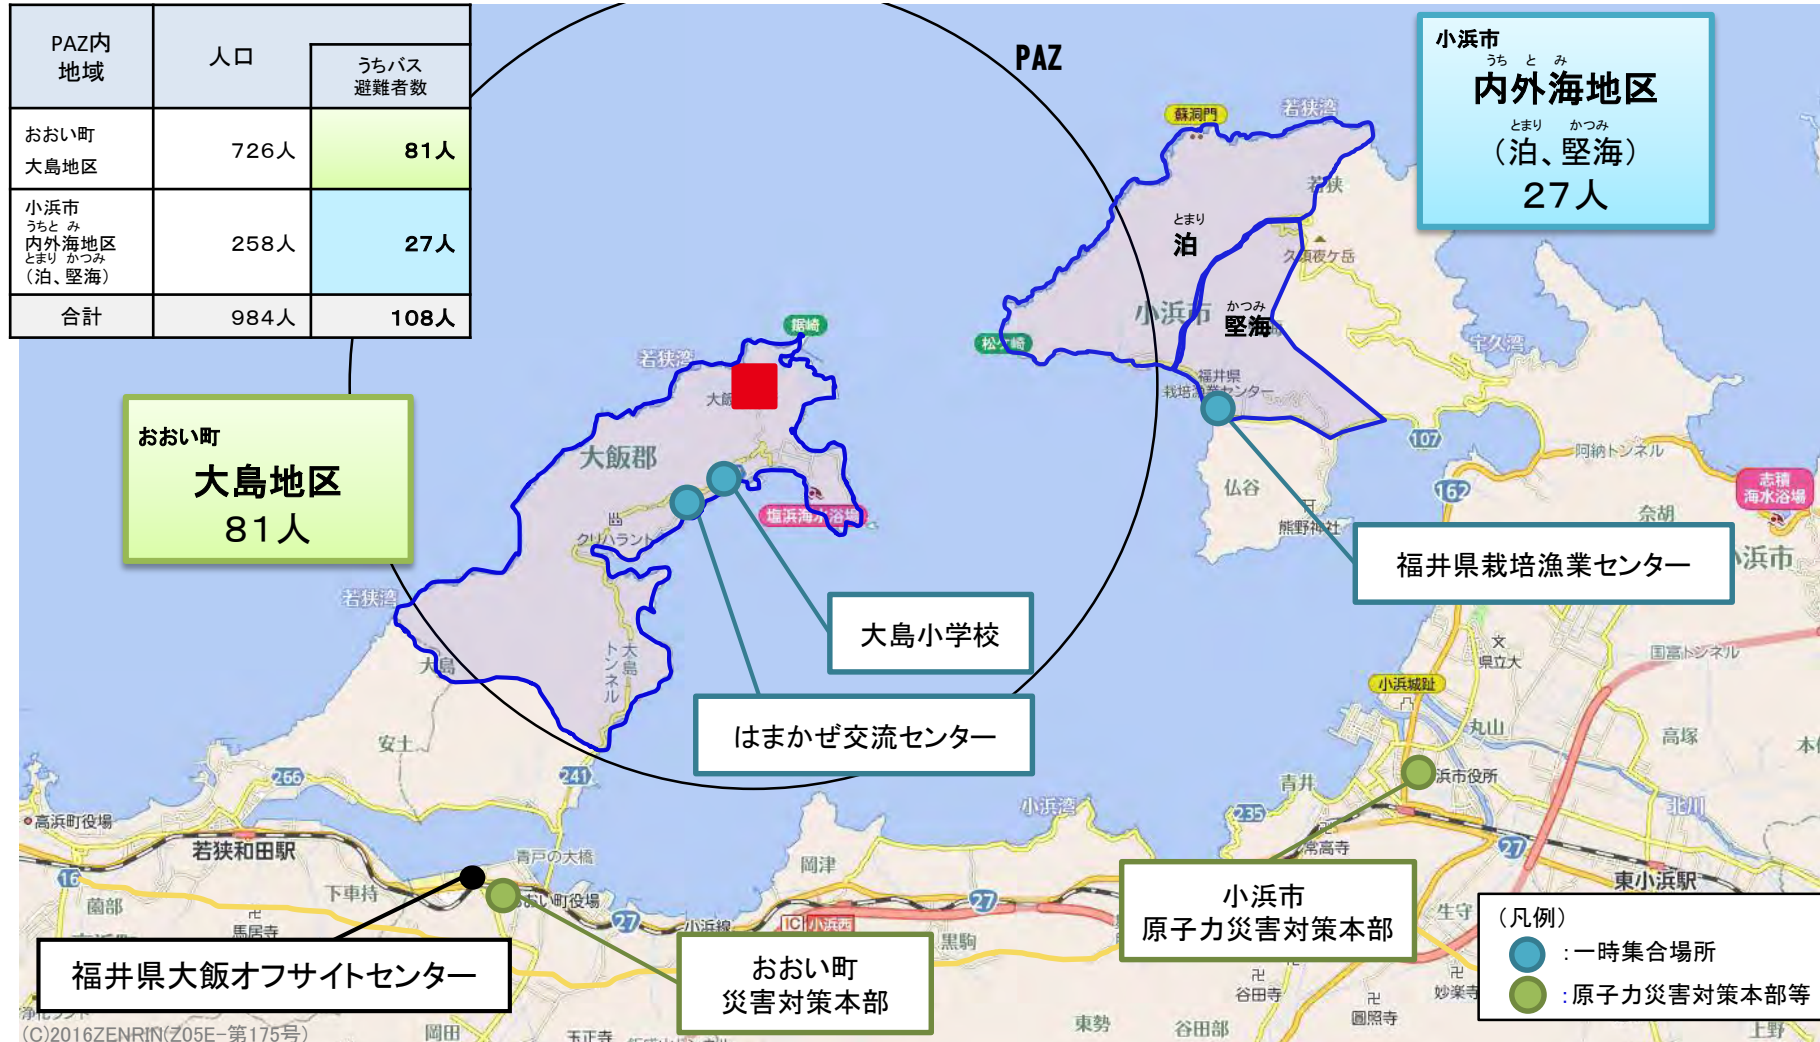 PAZ内
地域
人口
うちバス
避難者数
おおい町
大島地区
726人
81人
小浜市
うちと み
内外海地区
とまり かつみ
（泊、堅海）
258人
27人
合計
984人
108人
PAZ
小浜市
うち と み
内外海地区
とまり かつみ
（泊、堅海）
27人
蘇洞門
若狭湾
若狭
とまり
泊
久須夜ケ岳
小浜市
かつみ
堅海
松ケ崎
鋸崎
若狭湾
宇久湾
福井県
栽培漁業センター
大飯
おおい町
大島地区
81人
大飯郡
107
阿納トンネル
仏谷
162
志積
海水浴場
塩浜海水浴場
奈胡
熊野神社
クリハラント
福井県栽培漁業センター
小浜市
若狭湾
大島小学校
県立大
国富トンネル
大島
大島
トンネル
小浜城趾
はまかぜ交流センター
丸山
高塚
安土
266
241
青井
浜市役所
小浜湾
235
北川
高浜町役場
若狭和田駅
青戸の大橋
岡津
常高寺
27
東小浜駅
16
下車持
おおい町役場
27
27
薗部
馬居寺
小浜線
IC 小浜西
黒駒
小浜市
原子力災害対策本部
生守
（凡例）
：一時集合場所
：原子力災害対策本部等
福井県大飯オフサイトセンター
おおい町
災害対策本部
谷田寺
妙楽寺
圓照寺
(C)2016ZENRIN(Z05E-第175号)
岡田
玉正寺
東勢
谷田部
上野